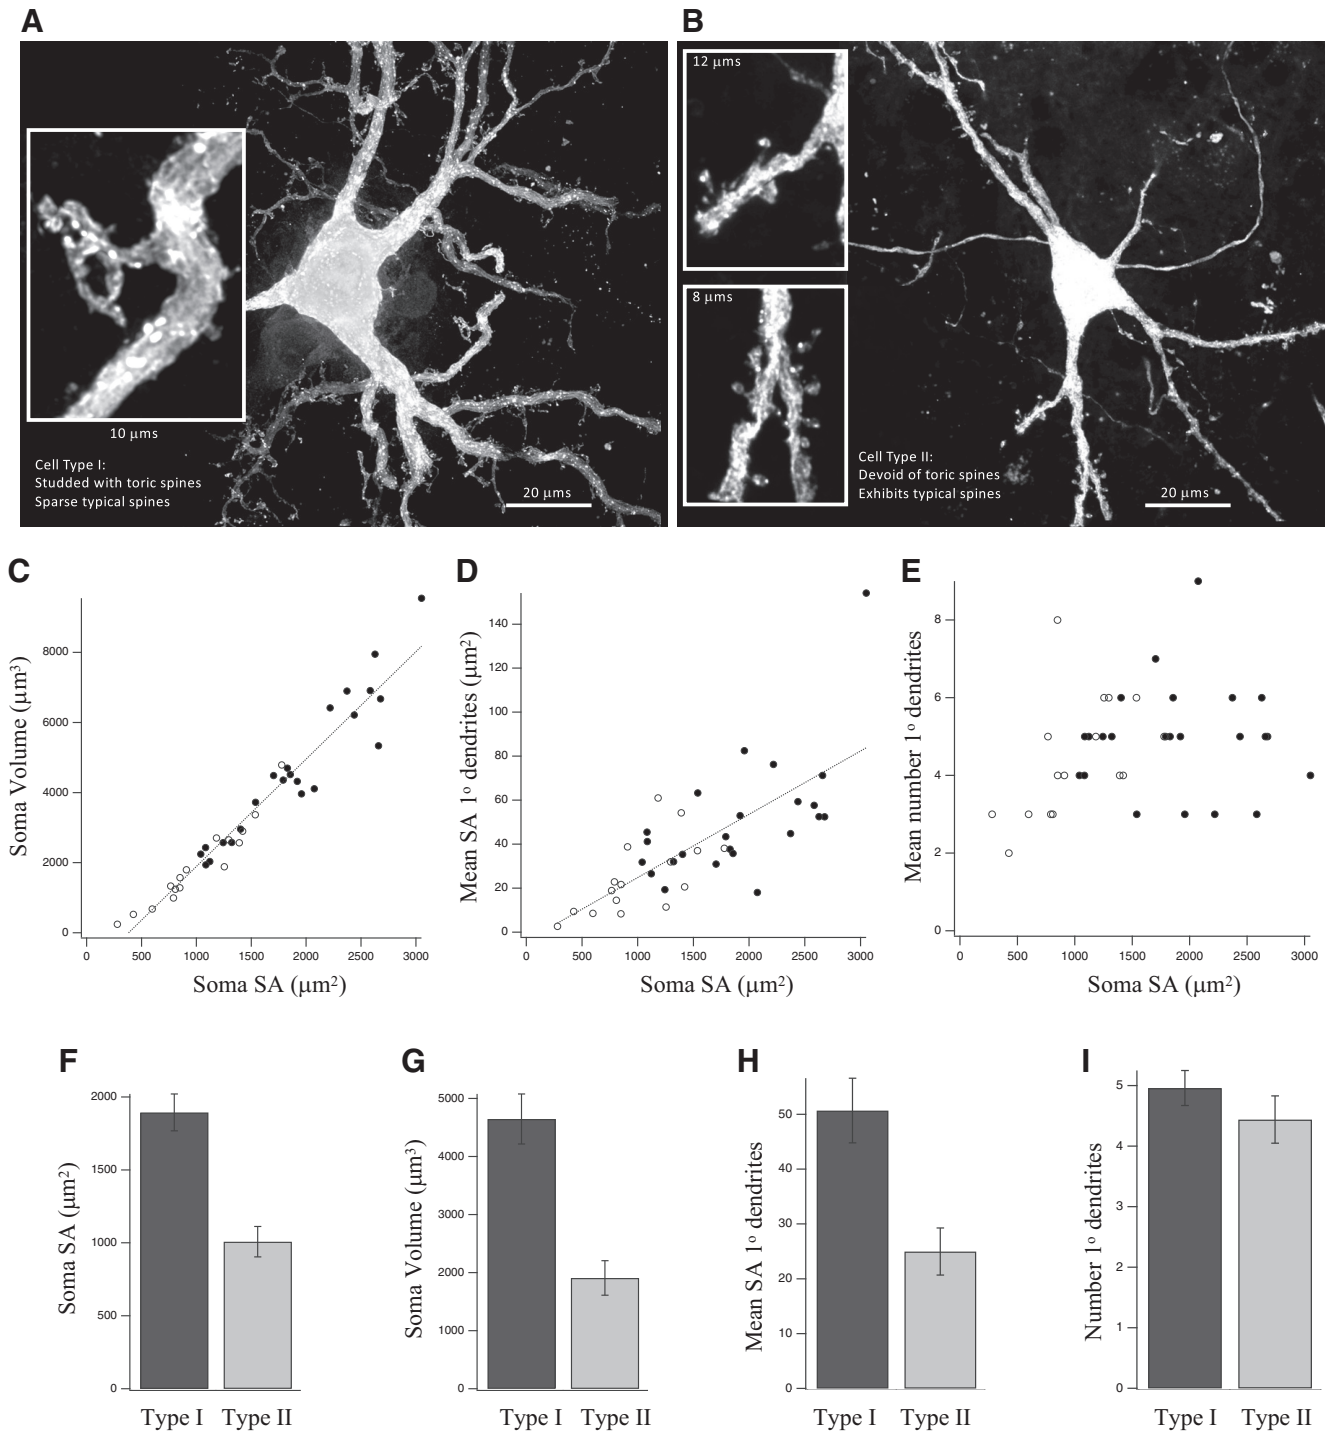 A
B
12 μms
8 μms
10 μms
Cell Type I:
Studded with toric spines
Sparse typical spines
20 μms
Cell Type II:
Devoid of toric spines
Exhibits typical spines
20 μms
C
D
E
Soma Volume (μm³)
8000
6000
4000
2000
0
0 500 1000 1500 2000 2500 3000
Soma SA (μm²)
Mean SA 1º dendrites (μm²)
140
120
100
80
60
40
20
0
0 500 1000 1500 2000 2500 3000
Soma SA (μm²)
Mean number 1º dendrites
8
6
4
2
0
0 500 1000 1500 2000 2500 3000
Soma SA (μm²)
F
G
H
I
Soma SA (μm²)
2000
1500
1000
500
0
Type I Type II
Soma Volume (μm³)
5000
4000
3000
2000
1000
0
Type I Type II
Mean SA 1º dendrites
50
40
30
20
10
0
Type I Type II
Number 1º dendrites
5
4
3
2
1
0
Type I Type II